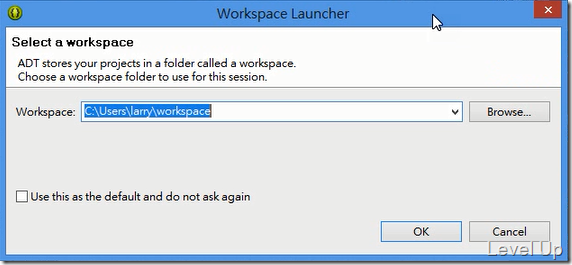 Workspace Launcher
Select a workspace
ADT stores your projects in a folder called a workspace.
Choose a workspace folder to use for this session.
Workspace: C:\Users\larry\workspace Browse...
Use this as the default and do not ask again
OK Cancel
Level Up